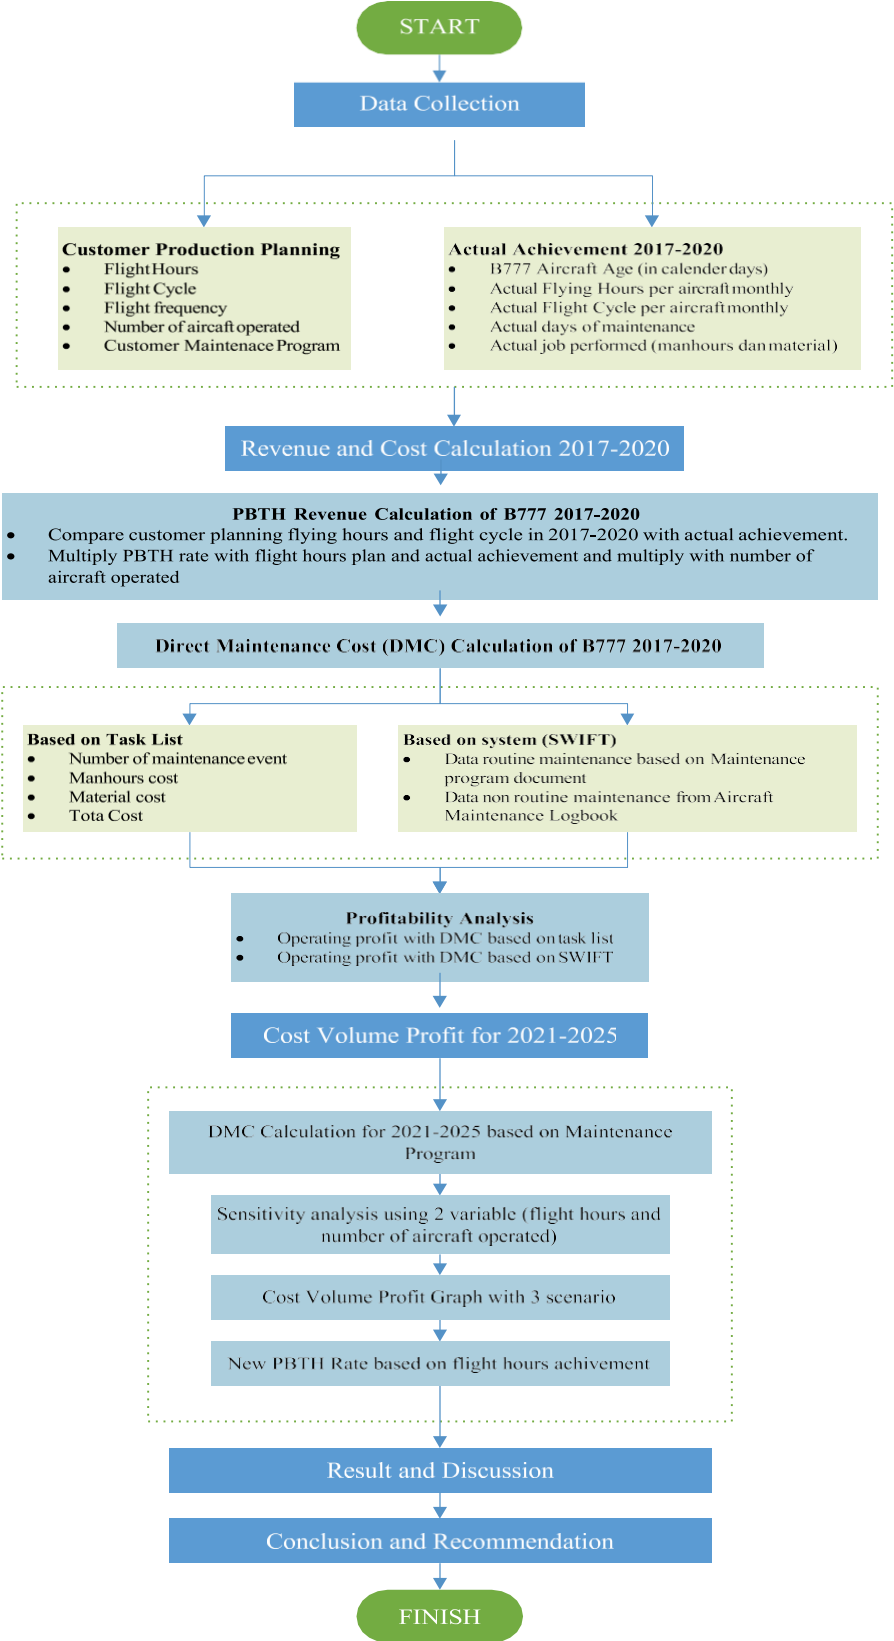 START
Data Collection
Customer Production Planning
• Flight Hours
• Flight Cycle
• Flight frequency
• Number of aircaft operated
• Customer Maintenace Program
Actual Achievement 2017-2020
• B777 Aircraft Age (in calender days)
• Actual Flying Hours per aircraft monthly
• Actual Flight Cycle per aircraft monthly
• Actual days of maintenance
• Actual job performed (manhours dan material)
Revenue and Cost Calculation 2017-2020
PBTH Revenue Calculation of B777 2017-2020
• Compare customer planning flying hours and flight cycle in 2017-2020 with actual achievement.
• Multiply PBTH rate with flight hours plan and actual achievement and multiply with number of
aircraft operated
Direct Maintenance Cost (DMC) Calculation of B777 2017-2020
Based on Task List
• Number of maintenance event
• Manhours cost
• Material cost
• Tota Cost
Based on system (SWIFT)
• Data routine maintenance based on Maintenance
program document
• Data non routine maintenance from Aircraft
Maintenance Logbook
Profitability Analysis
• Operating profit with DMC based on task list
• Operating profit with DMC based on SWIFT
Cost Volume Profit for 2021-2025
DMC Calculation for 2021-2025 based on Maintenance
Program
Sensitivity analysis using 2 variable (flight hours and
number of aircraft operated)
Cost Volume Profit Graph with 3 scenario
New PBTH Rate based on flight hours achivement
Result and Discussion
Conclusion and Recommendation
FINISH